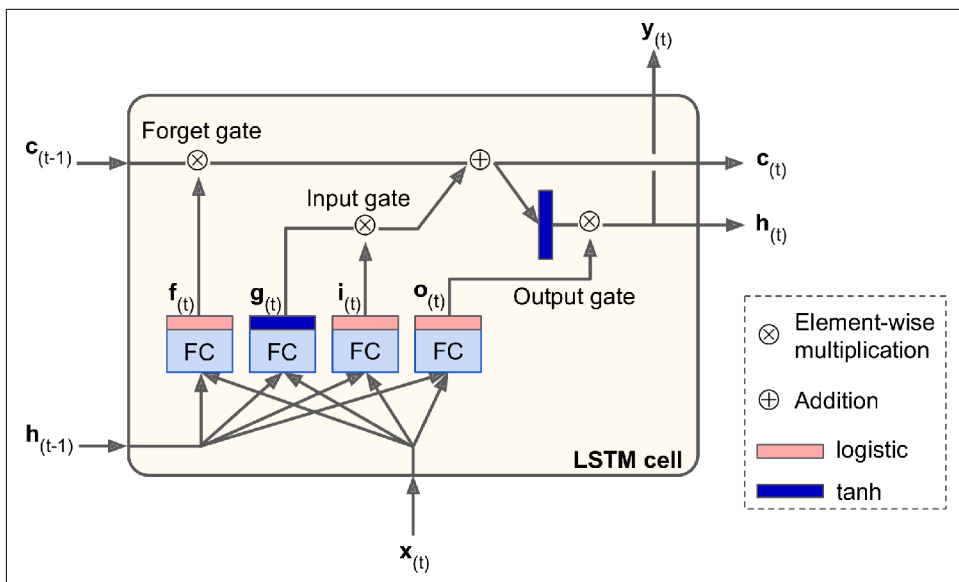 y(t)
Forget gate
c(t-1)
c(t)
Input gate
h(t)
f(t) g(t) i(t) o(t)
Output gate
FC FC FC FC
h(t-1)
LSTM cell
x(t)
Element-wise
multiplication
Addition
logistic
tanh